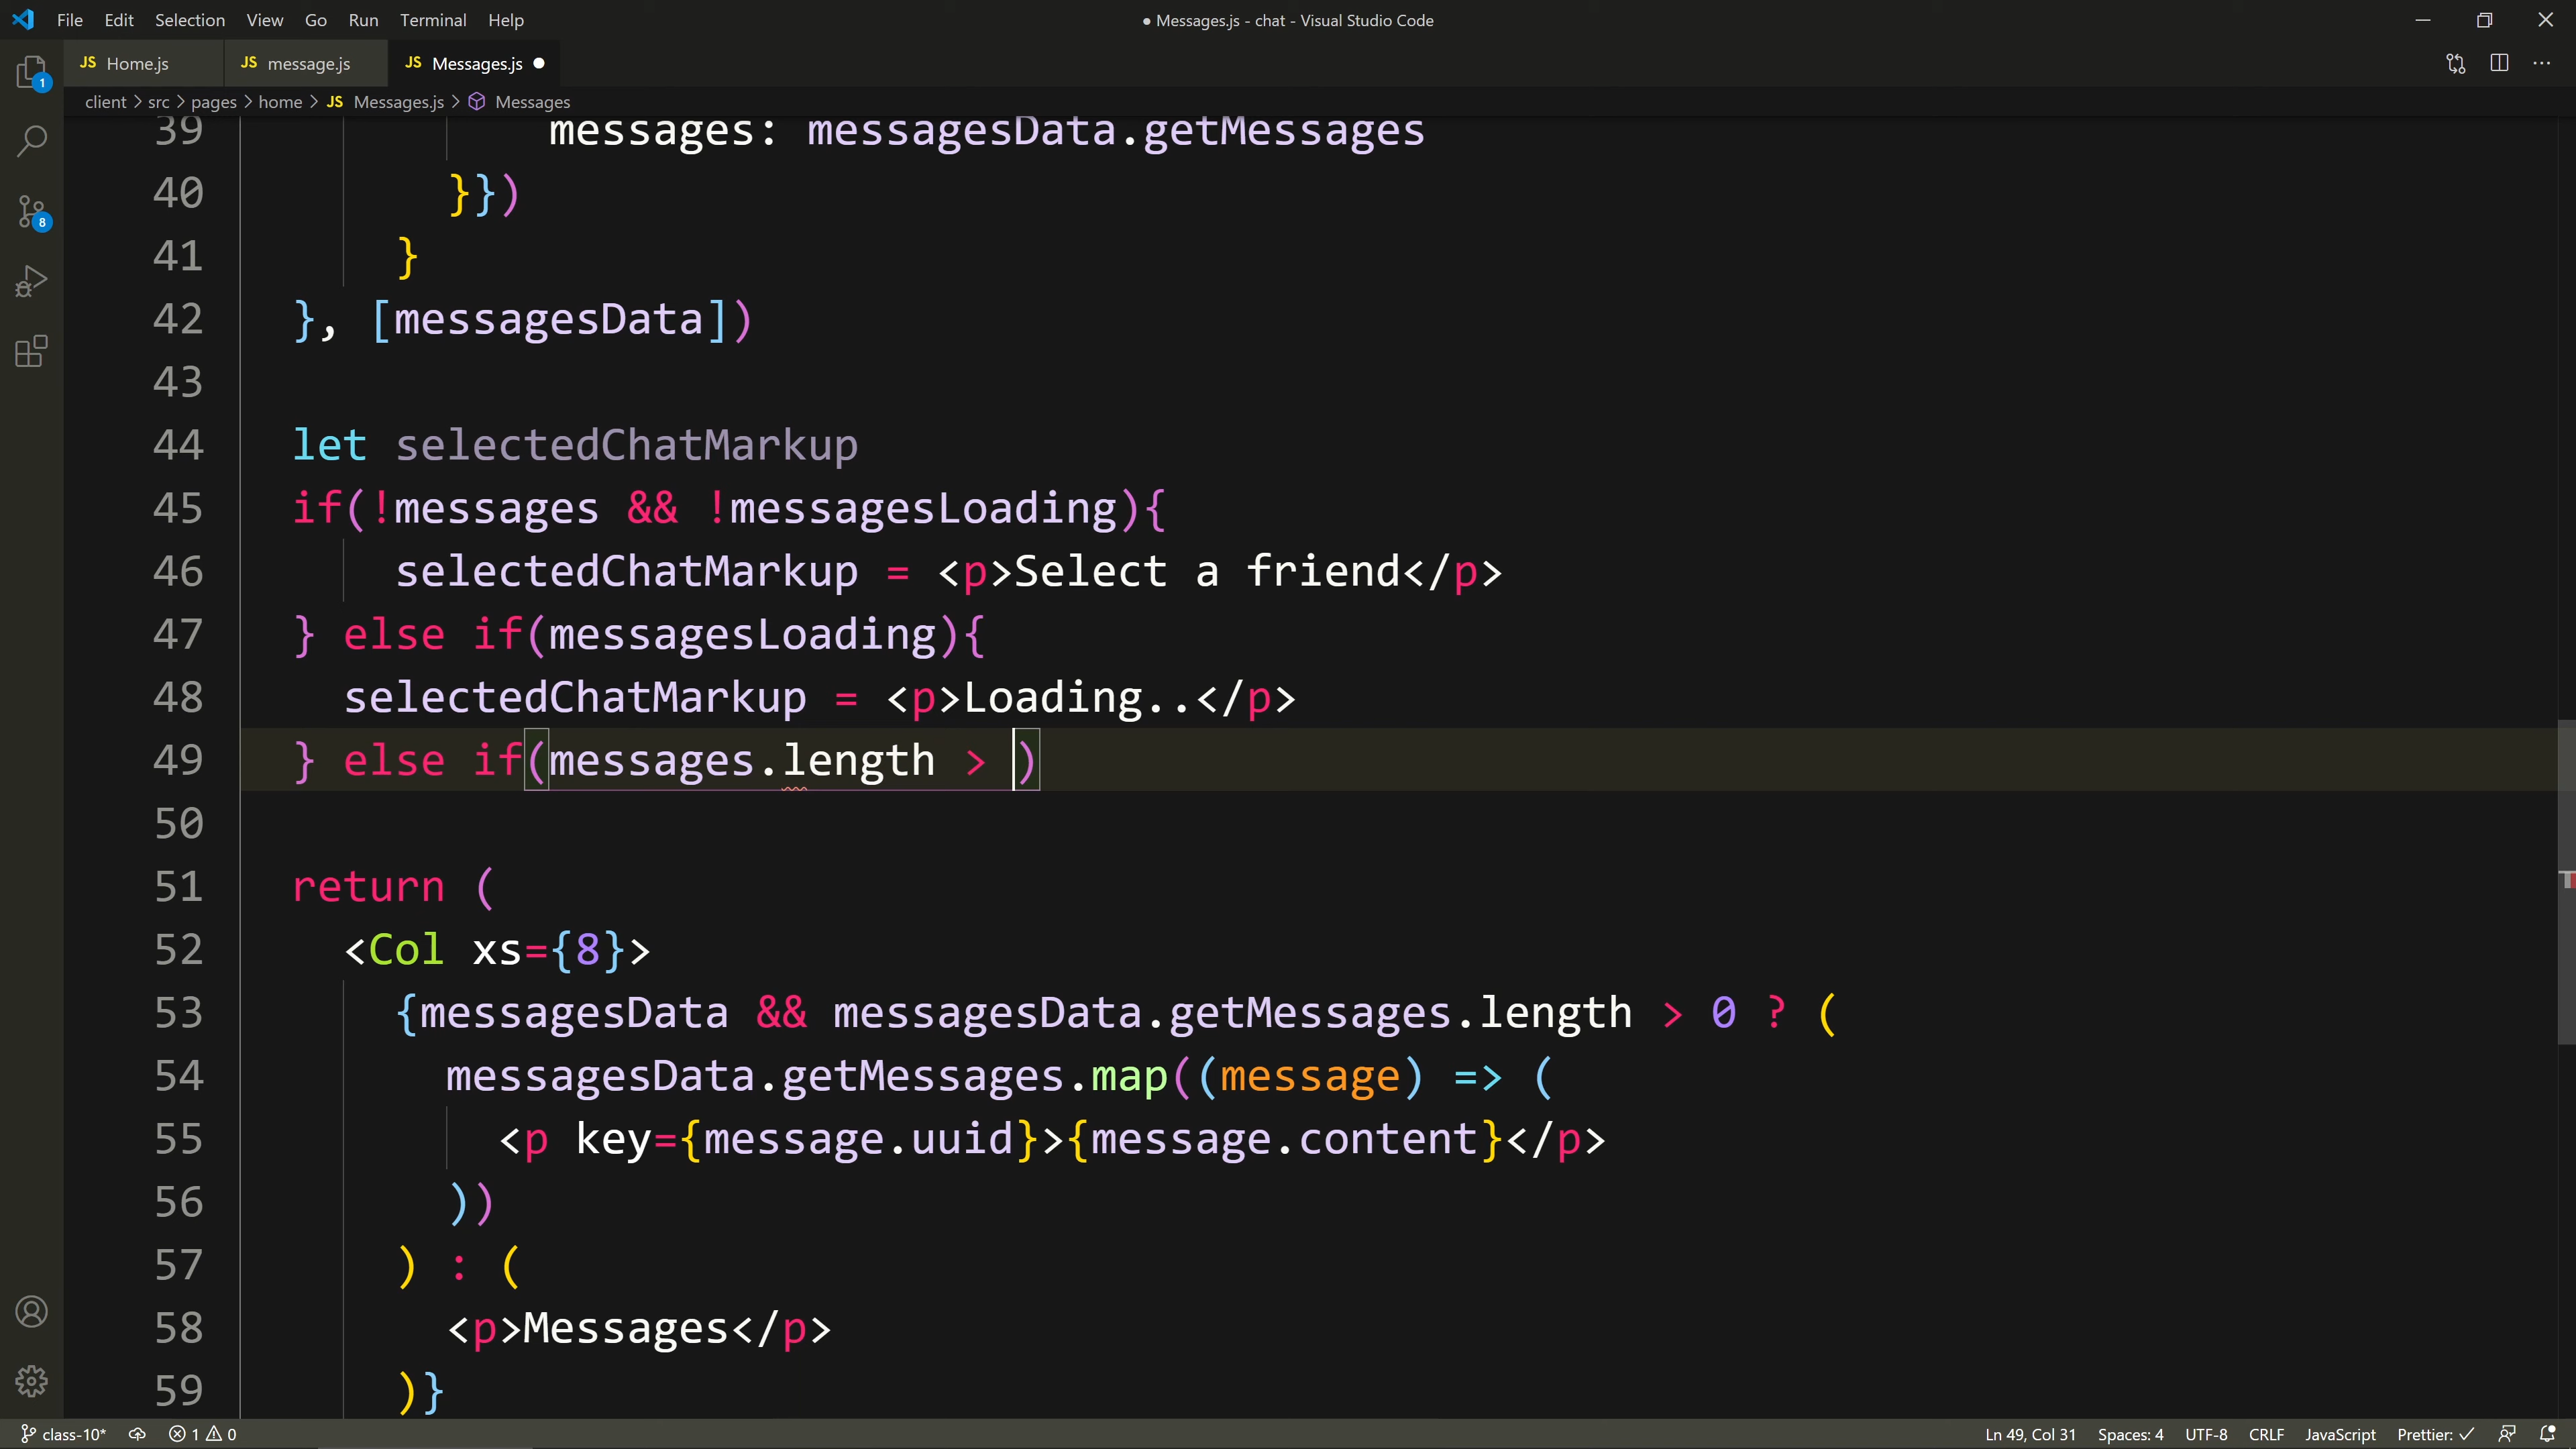 File Edit Selection View Go Run Terminal Help
● Messages.js - chat - Visual Studio Code
JS Home.js JS message.js JS Messages.js ●
client > src > pages > home > JS Messages.js > Messages
1
8
39 messages: messagesData.getMessages
40 }})
41 }
42 }, [messagesData])
43
44 let selectedChatMarkup
45 if(!messages && !messagesLoading){
46 selectedChatMarkup = <p>Select a friend</p>
47 } else if(messagesLoading){
48 selectedChatMarkup = <p>Loading..</p>
49 } else if(messages.length > )
50
51 return (
52 <Col xs={8}>
53 {messagesData && messagesData.getMessages.length > 0 ? (
54 messagesData.getMessages.map((message) => (
55 <p key={message.uuid}>{message.content}</p>
56 ))
57 ) : (
58 <p>Messages</p>
59 )}
class-10* 1 0 Ln 49, Col 31 Spaces: 4 UTF-8 CRLF JavaScript Prettier: ✓